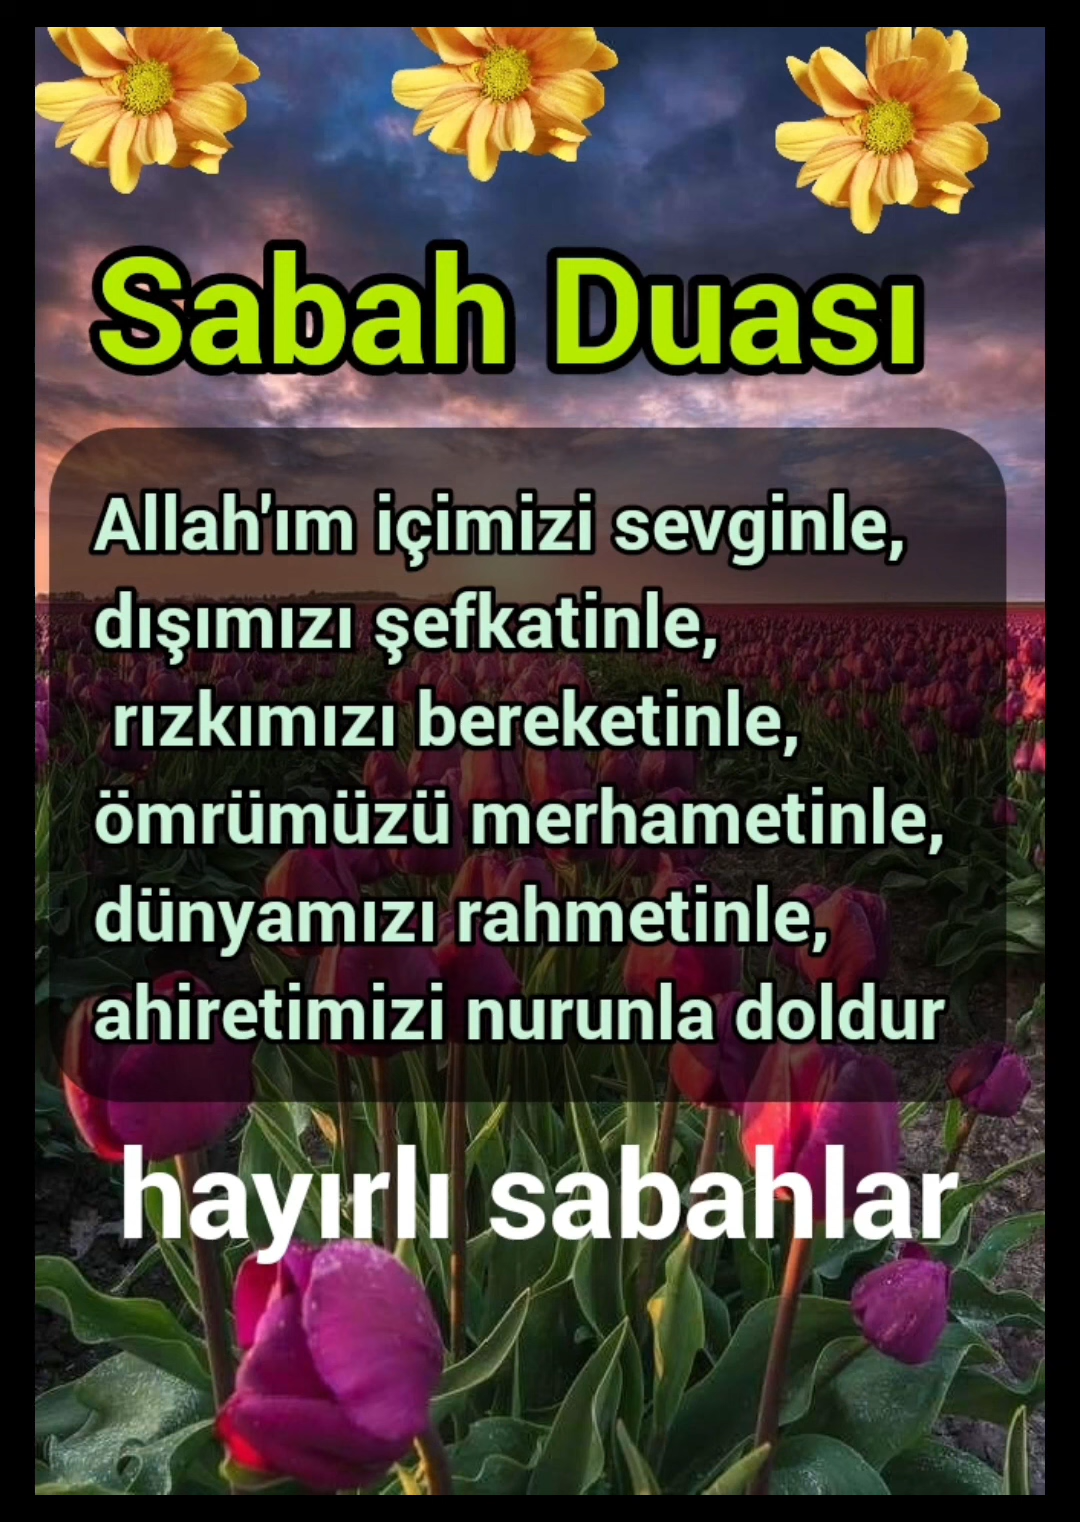 Sabah Duası
Allah'ım içimizi sevginle,
dışımızı şefkatinle,
rızkımızı bereketinle,
ömrümüzü merhametinle,
dünyamızı rahmetinle,
ahiretimizi nurunla doldur
hayırlı sabahlar